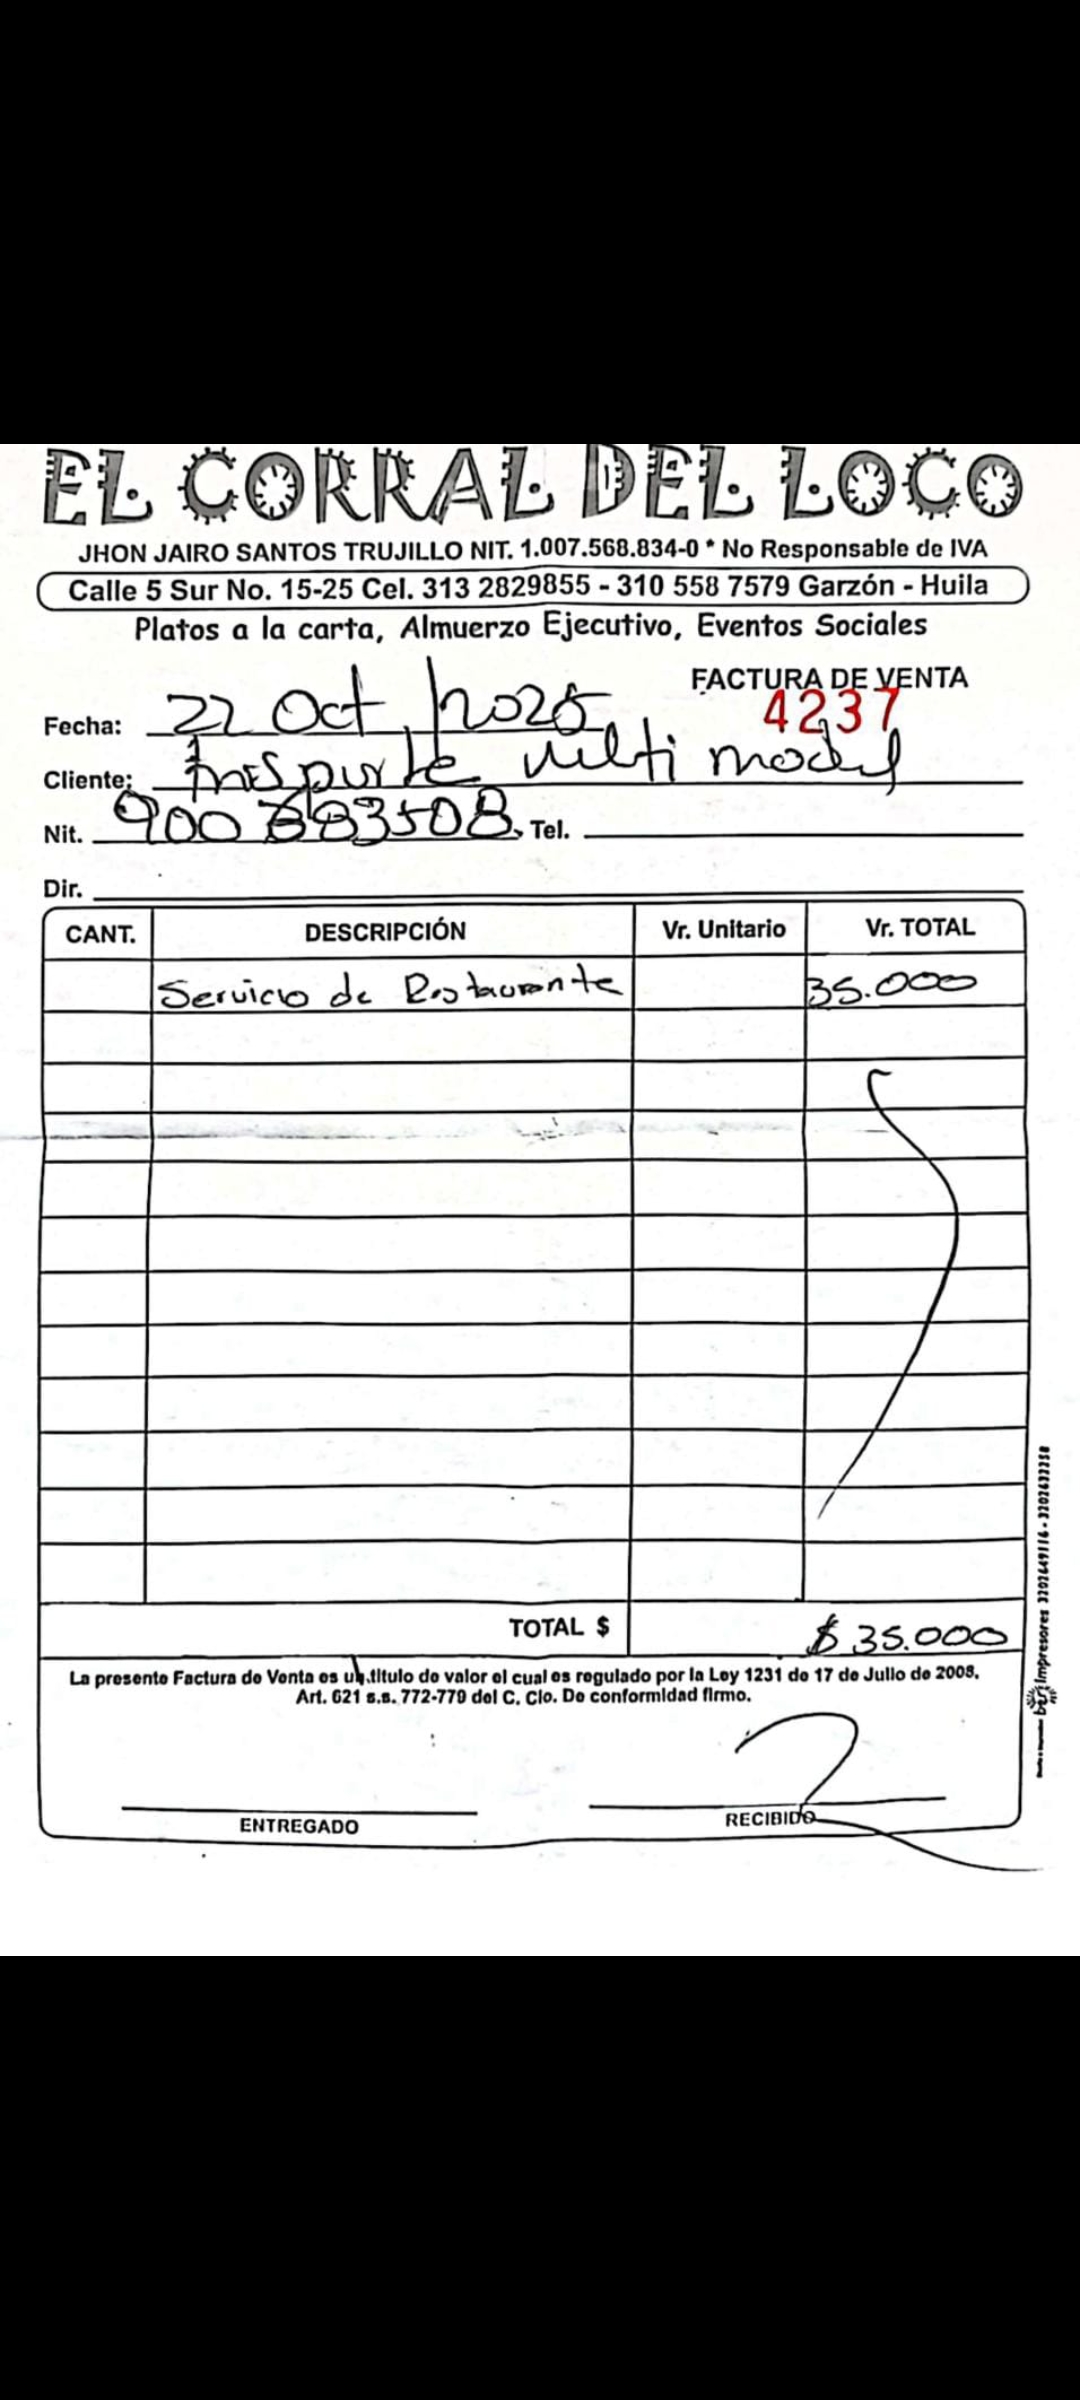 EL CORRAL DEL LOCO
JHON JAIRO SANTOS TRUJILLO NIT. 1.007.568.834-0 * No Responsable de IVA
Calle 5 Sur No. 15-25 Cel. 313 2829855 - 310 558 7579 Garzón - Huila
Platos a la carta, Almuerzo Ejecutivo, Eventos Sociales
FACTURA DE VENTA
4237
Fecha: 22 Oct / 2025
Cliente: multi modal
Nit. Tel.
Dir.
CANT. DESCRIPCIÓN Vr. Unitario Vr. TOTAL
Servicio de Restaurante 35.000
TOTAL $ $ 35.000
La presente Factura de Venta es un título de valor el cual es regulado por la Ley 1231 de 17 de Julio de 2008.
Art. 621 s.s. 772-779 del C. Cio. De conformidad firmo.
ENTREGADO RECIBIDO
Impresores 3202649116 - 3202632258